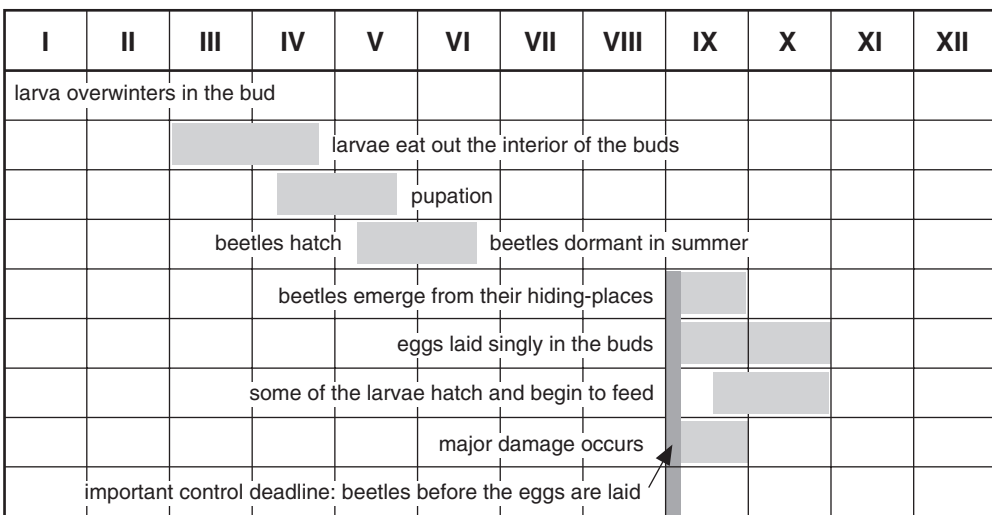 I II III IV V VI VII VIII IX X XI XII
larva overwinters in the bud
larvae eat out the interior of the buds
pupation
beetles hatch beetles dormant in summer
beetles emerge from their hiding-places
eggs laid singly in the buds
some of the larvae hatch and begin to feed
major damage occurs
important control deadline: beetles before the eggs are laid